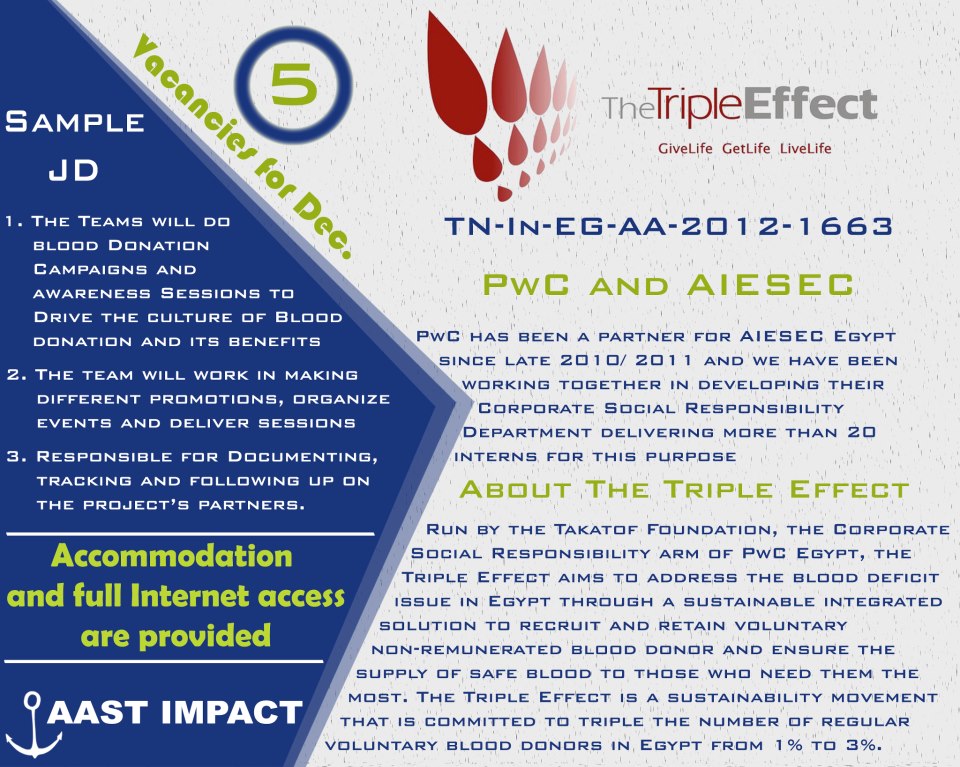 Vacancies for Dec.
5
SAMPLE
JD
1. THE TEAMS WILL DO
BLOOD DONATION
CAMPAIGNS AND
AWARENESS SESSIONS TO
DRIVE THE CULTURE OF BLOOD
DONATION AND ITS BENEFITS
2. THE TEAM WILL WORK IN MAKING
DIFFERENT PROMOTIONS, ORGANIZE
EVENTS AND DELIVER SESSIONS
3. RESPONSIBLE FOR DOCUMENTING,
TRACKING AND FOLLOWING UP ON
THE PROJECT'S PARTNERS.
Accommodation
and full Internet access
are provided
AAST IMPACT
TheTripleEffect
GiveLife GetLife LiveLife
TN-IN-EG-AA-2012-1663
PWC AND AIESEC
PWC HAS BEEN A PARTNER FOR AIESEC EGYPT
SINCE LATE 2010/ 2011 AND WE HAVE BEEN
WORKING TOGETHER IN DEVELOPING THEIR
CORPORATE SOCIAL RESPONSIBILITY
DEPARTMENT DELIVERING MORE THAN 20
INTERNS FOR THIS PURPOSE
ABOUT THE TRIPLE EFFECT
RUN BY THE TAKATOF FOUNDATION, THE CORPORATE
SOCIAL RESPONSIBILITY ARM OF PWC EGYPT, THE
TRIPLE EFFECT AIMS TO ADDRESS THE BLOOD DEFICIT
ISSUE IN EGYPT THROUGH A SUSTAINABLE INTEGRATED
SOLUTION TO RECRUIT AND RETAIN VOLUNTARY
NON-REMUNERATED BLOOD DONOR AND ENSURE THE
SUPPLY OF SAFE BLOOD TO THOSE WHO NEED THEM THE
MOST. THE TRIPLE EFFECT IS A SUSTAINABILITY MOVEMENT
THAT IS COMMITTED TO TRIPLE THE NUMBER OF REGULAR
VOLUNTARY BLOOD DONORS IN EGYPT FROM 1% TO 3%.